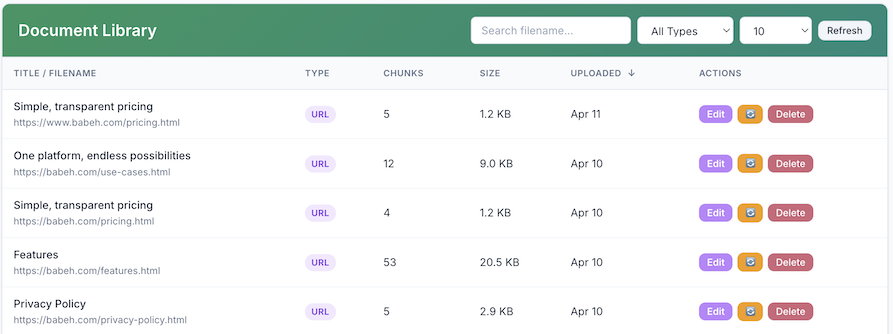 Document Library
Search filename...
All Types
10
Refresh
TITLE / FILENAME TYPE CHUNKS SIZE UPLOADED ↓ ACTIONS
Simple, transparent pricing
https://www.babeh.com/pricing.html
URL 5 1.2 KB Apr 11 Edit Delete
One platform, endless possibilities
https://babeh.com/use-cases.html
URL 12 9.0 KB Apr 10 Edit Delete
Simple, transparent pricing
https://babeh.com/pricing.html
URL 4 1.2 KB Apr 10 Edit Delete
Features
https://babeh.com/features.html
URL 53 20.5 KB Apr 10 Edit Delete
Privacy Policy
https://babeh.com/privacy-policy.html
URL 5 2.9 KB Apr 10 Edit Delete